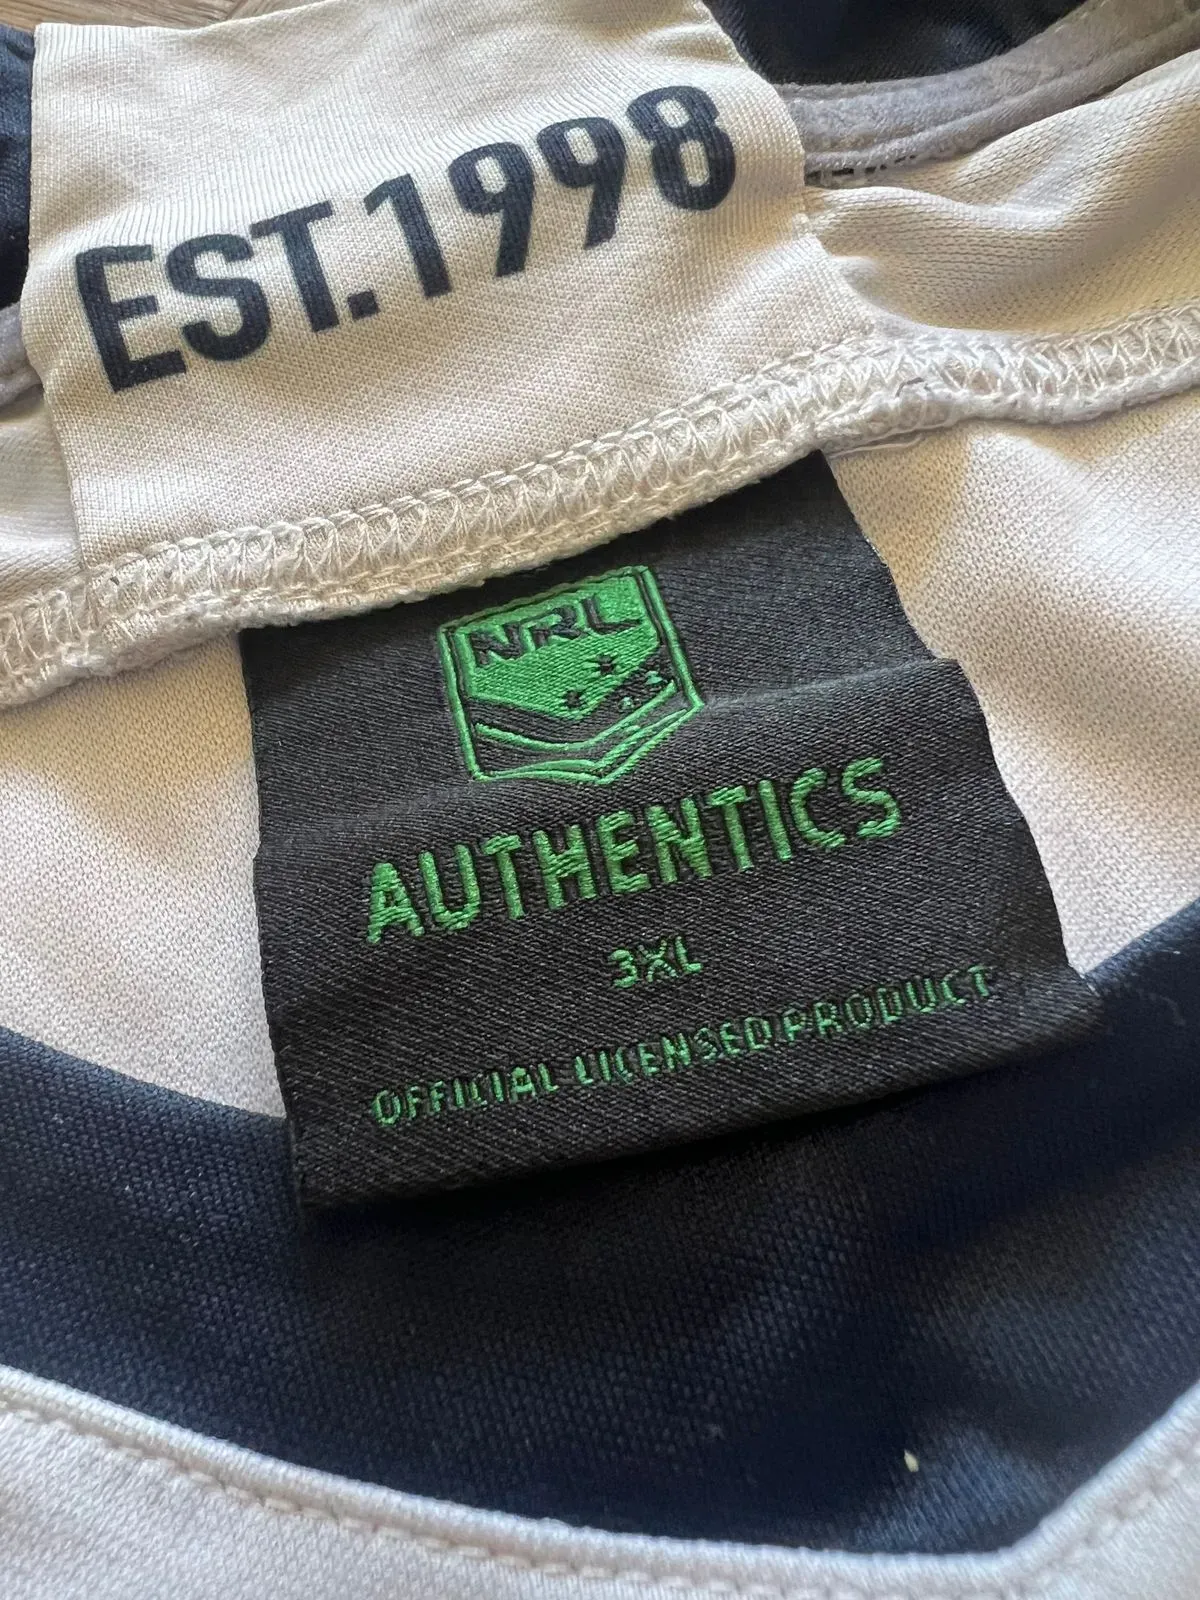 EST.1998
NRL
AUTHENTICS
3XL
OFFICIAL LICENSED PRODUCT